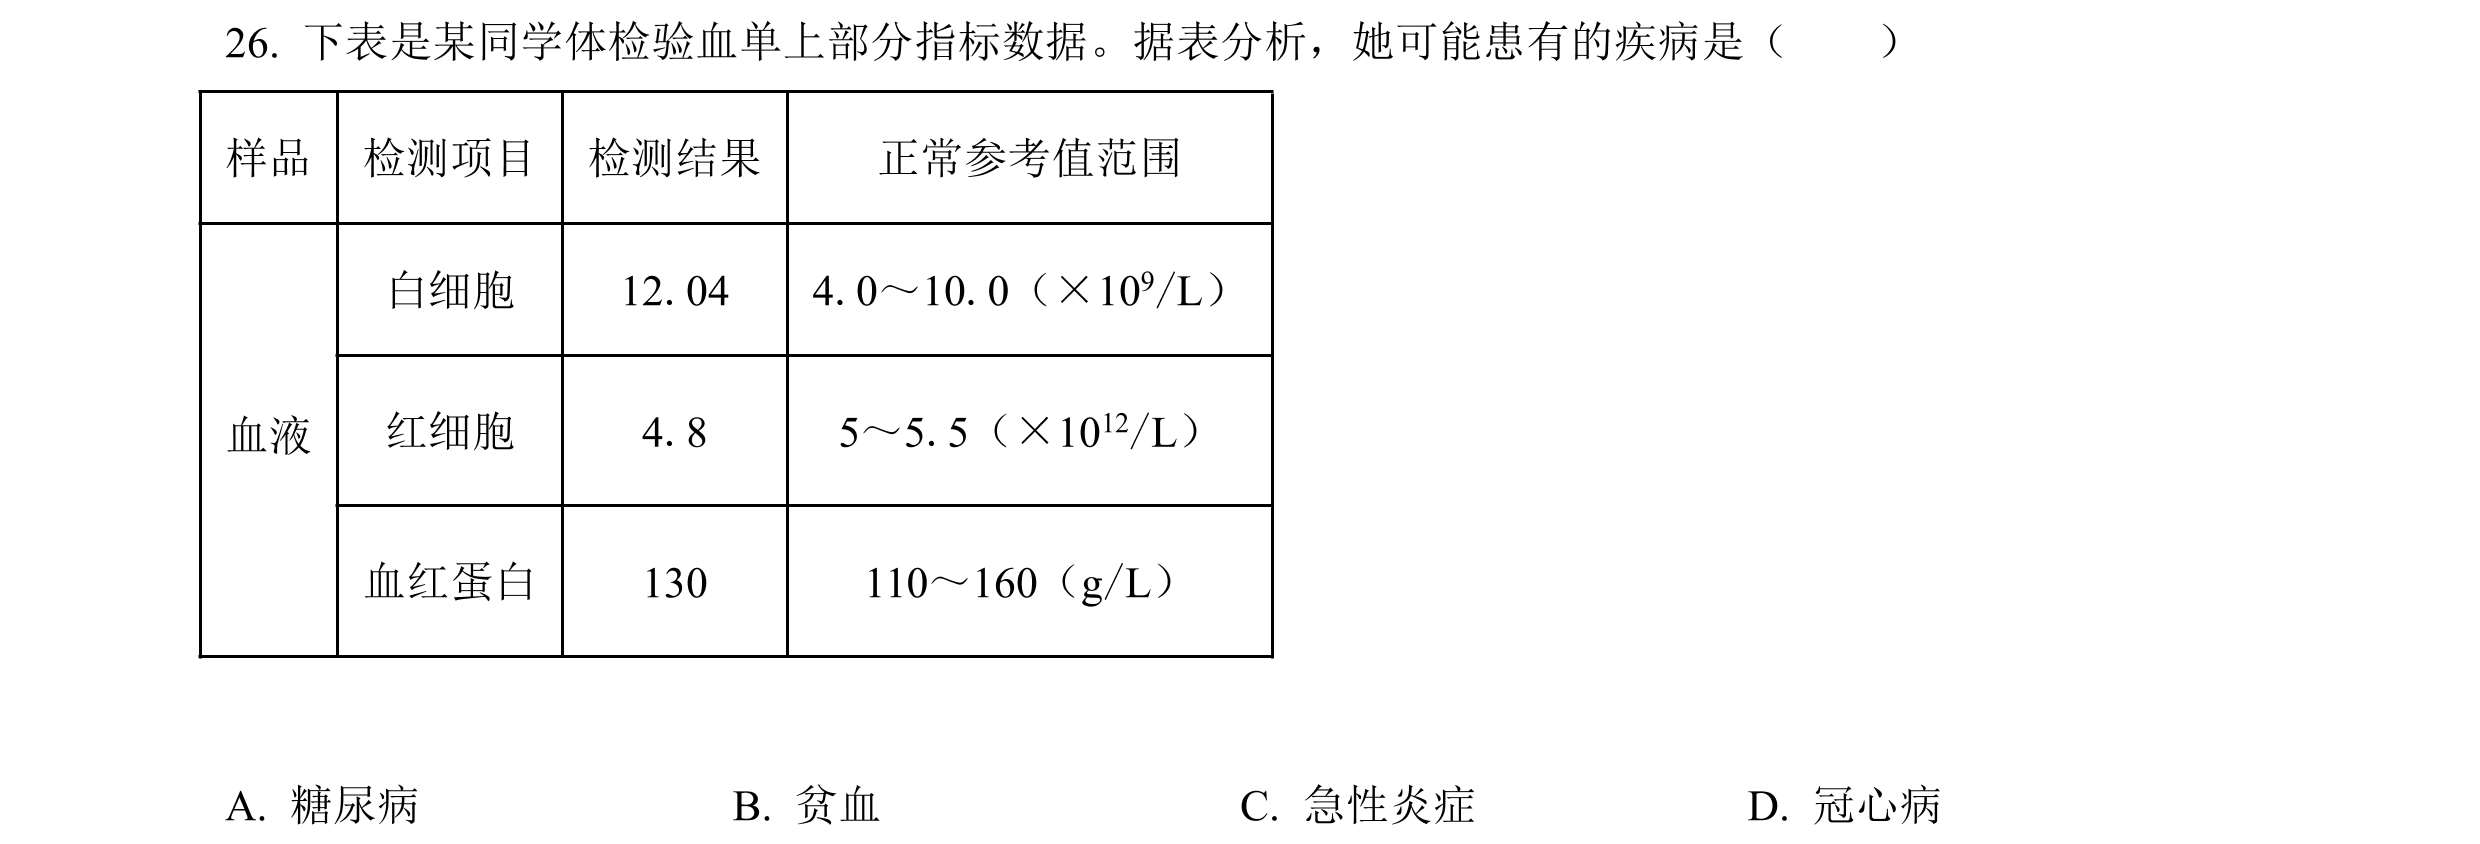 26. 下表是某同学体检验血单上部分指标数据。据表分析，她可能患有的疾病是（　　）
样品 检测项目 检测结果 正常参考值范围
血液 白细胞 12. 04 4. 0～10. 0（×10⁹/L）
红细胞 4. 8 5～5. 5（×10¹²/L）
血红蛋白 130 110～160（g/L）
A. 糖尿病 B. 贫血 C. 急性炎症 D. 冠心病